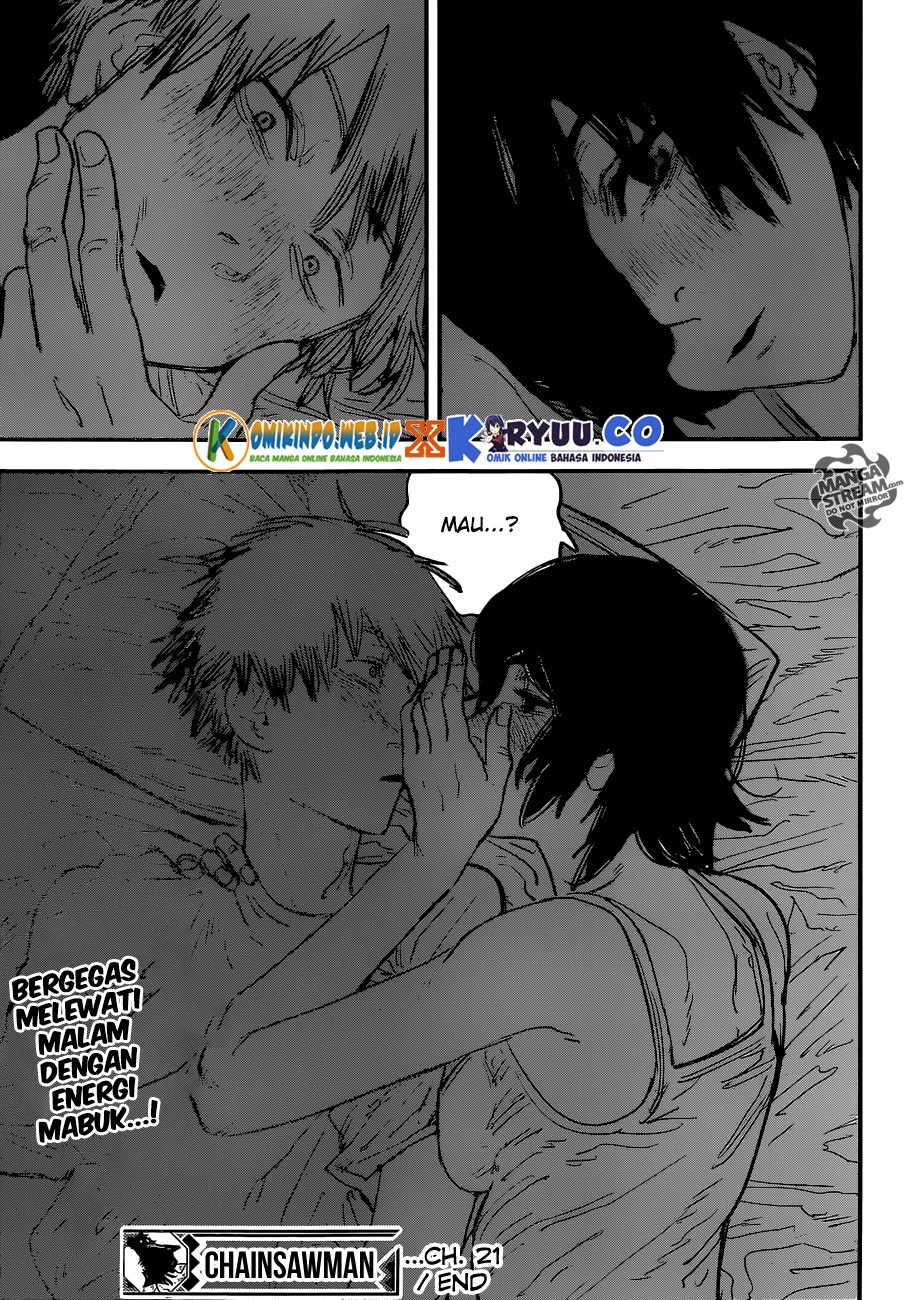 KOMIKINDO.WEB.ID X KIRYUU.CO
BACA MANGA ONLINE BAHASA INDONESIA
KOMIK ONLINE BAHASA INDONESIA
MANGA
STREAM.com
DO NOT MIRROR
MAU...?
BERGEGAS
MELEWATI
MALAM
DENGAN
ENERGI
MABUK...!
CHAINSAWMAN
...CH. 21
/ END